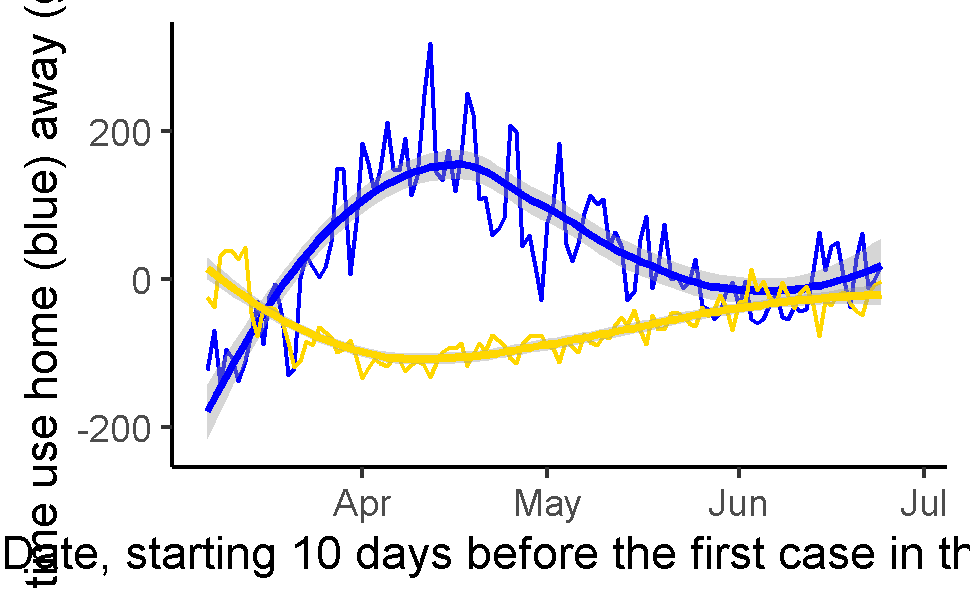 time use home (blue) away (
200
0
-200
Apr May Jun Jul
Date, starting 10 days before the first case in th